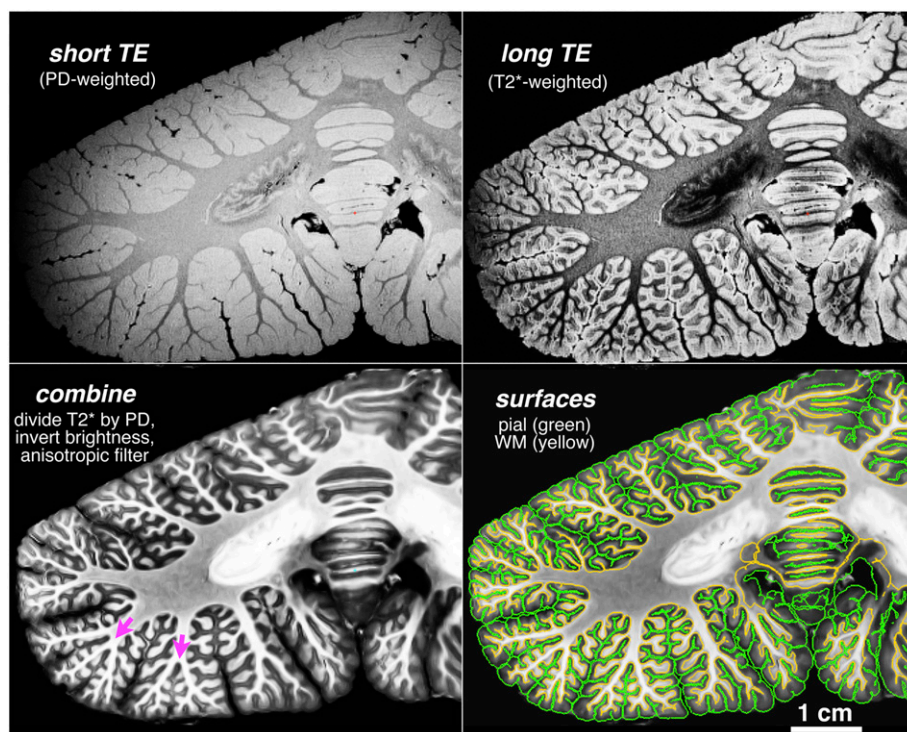 short TE
(PD-weighted)
long TE
(T2*-weighted)
combine
divide T2* by PD,
invert brightness,
anisotropic filter
surfaces
pial (green)
WM (yellow)
1 cm